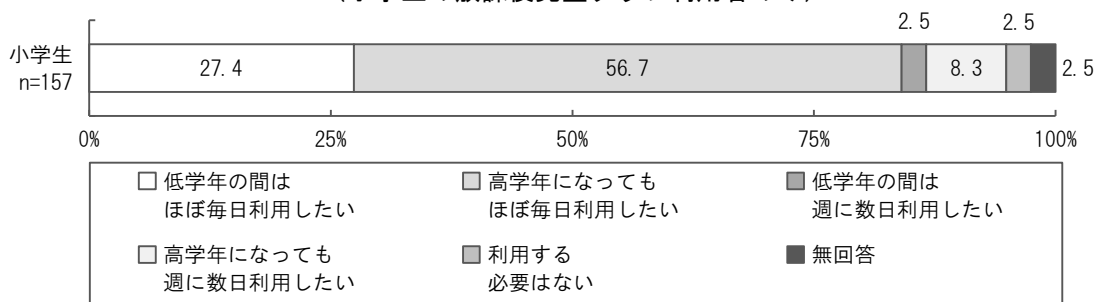 2.5
2.5
小学生
n=157
27.4
56.7
8.3
2.5
0%
25%
50%
75%
100%
低学年の間は
ほぼ毎日利用したい
高学年になっても
ほぼ毎日利用したい
低学年の間は
週に数日利用したい
高学年になっても
週に数日利用したい
利用する
必要はない
無回答